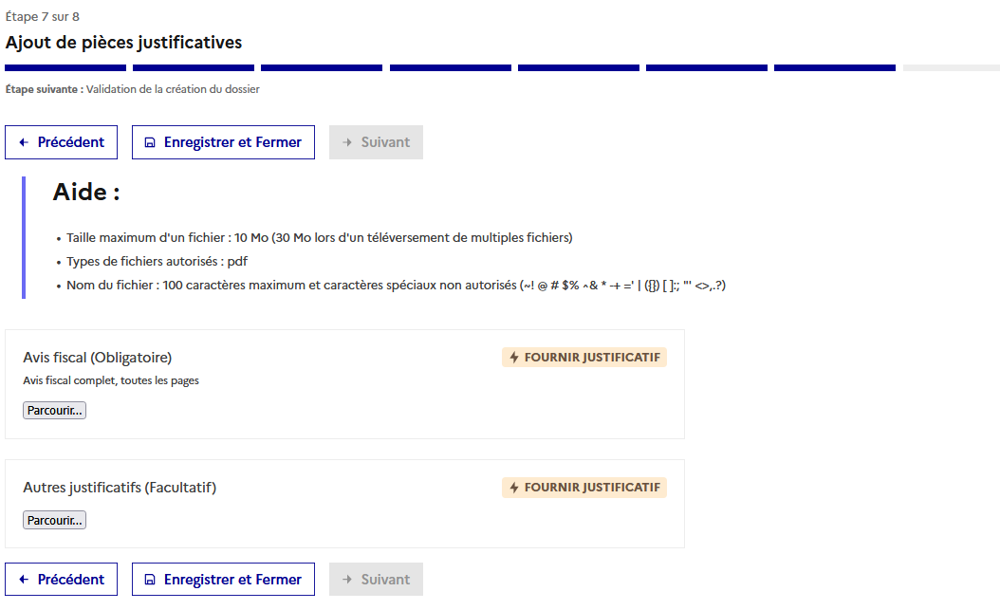 Étape 7 sur 8
Ajout de pièces justificatives
Étape suivante : Validation de la création du dossier
Précédent
Enregistrer et Fermer
Suivant
Aide :
• Taille maximum d'un fichier : 10 Mo (30 Mo lors d'un téléversement de multiples fichiers)
• Types de fichiers autorisés : pdf
• Nom du fichier : 100 caractères maximum et caractères spéciaux non autorisés (~! @ # $% ^& * -+ =' | ({}) [ ]:; "' <>,.?)
Avis fiscal (Obligatoire)
FOURNIR JUSTIFICATIF
Avis fiscal complet, toutes les pages
Parcourir...
Autres justificatifs (Facultatif)
FOURNIR JUSTIFICATIF
Parcourir...
Précédent
Enregistrer et Fermer
Suivant